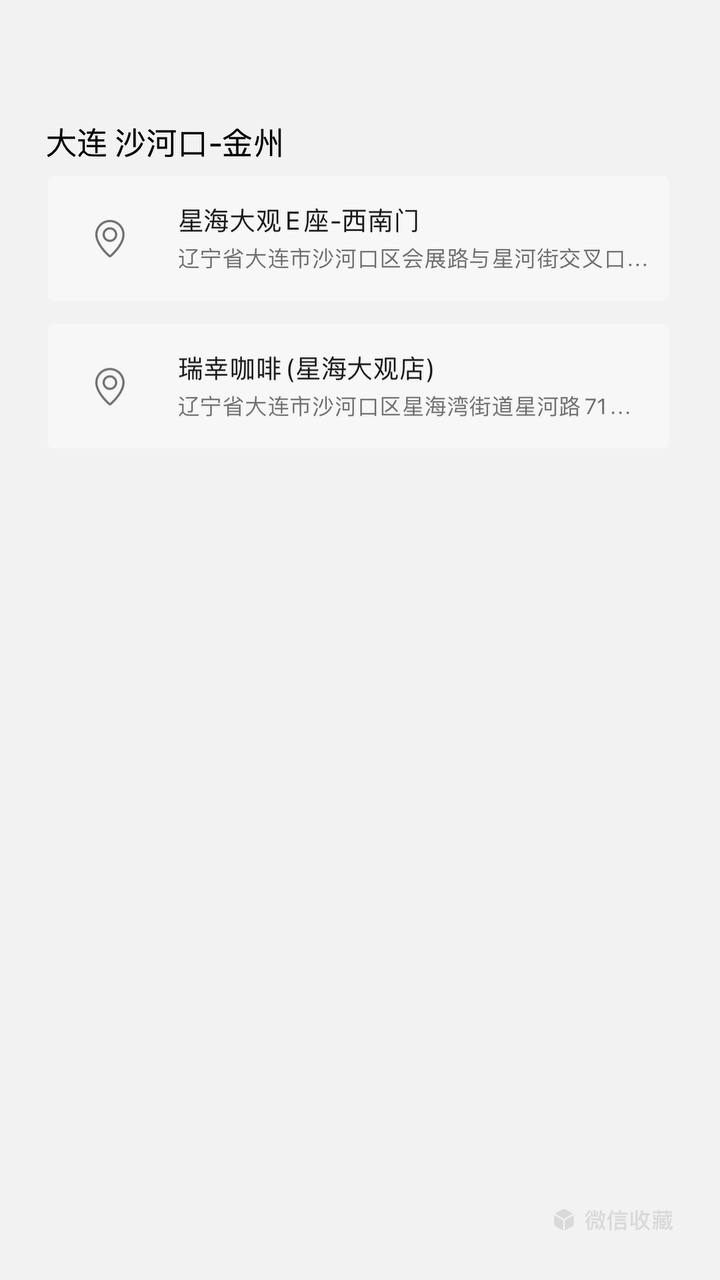 大连 沙河口-金州
星海大观E座-西南门
辽宁省大连市沙河口区会展路与星河街交叉口...
瑞幸咖啡(星海大观店)
辽宁省大连市沙河口区星海湾街道星河路71...
微信收藏